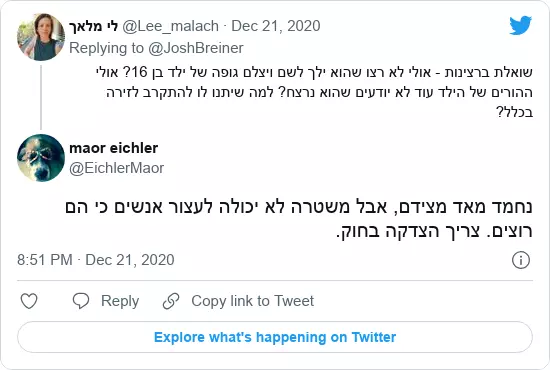 לי מלאך @Lee_malach · Dec 21, 2020
Replying to @JoshBreiner
שואלת ברצינות - אולי לא רצו שהוא ילך לשם ויצלם גופה של ילד בן 16? אולי
ההורים של הילד עוד לא יודעים שהוא נרצח? למה שיתנו לו להתקרב לזירה
בכלל?
maor eichler
@EichlerMaor
נחמד מאד מצידם, אבל משטרה לא יכולה לעצור אנשים כי הם
רוצים. צריך הצדקה בחוק.
8:51 PM · Dec 21, 2020
Reply
Copy link to Tweet
Explore what's happening on Twitter